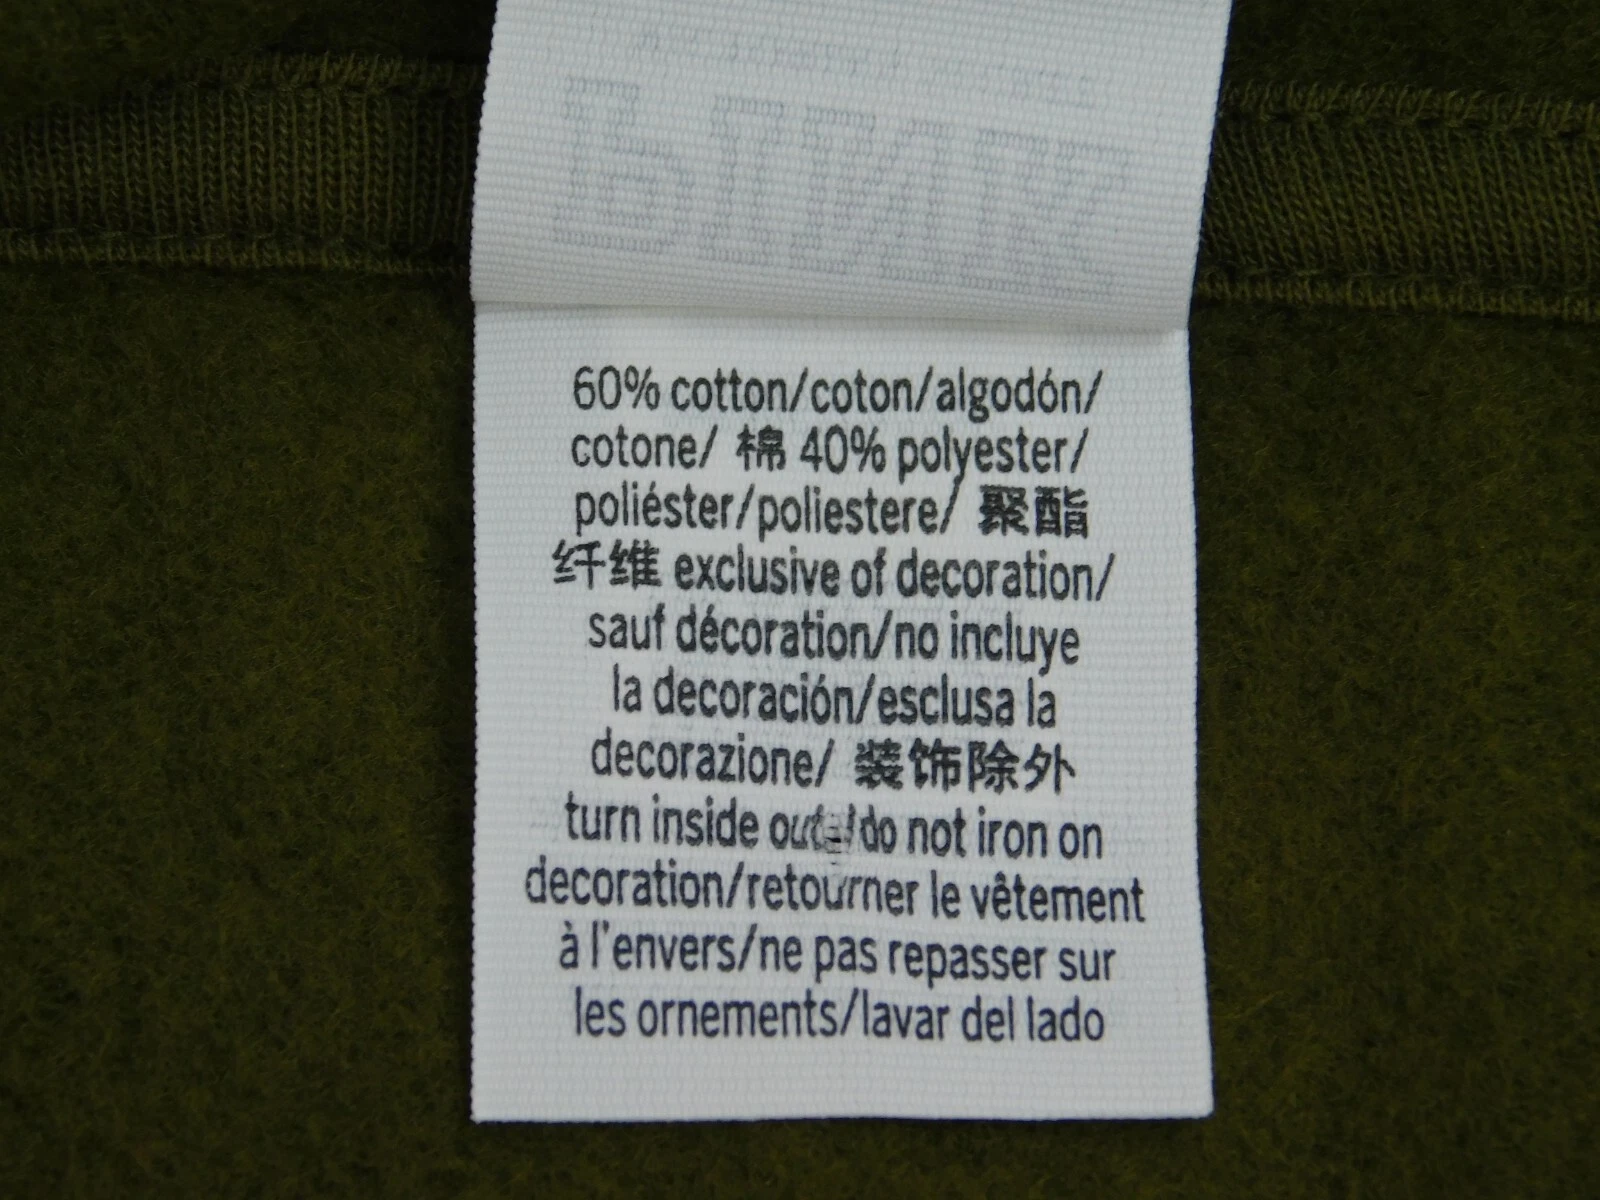 60% cotton/coton/algodón/
cotone/ 棉 40% polyester/
poliéster/poliestere/ 聚酯
纤维 exclusive of decoration/
sauf décoration/no incluye
la decoración/esclusa la
decorazione/ 装饰除外
turn inside out/do not iron on
decoration/retourner le vêtement
à l'envers/ne pas repasser sur
les ornements/lavar del lado